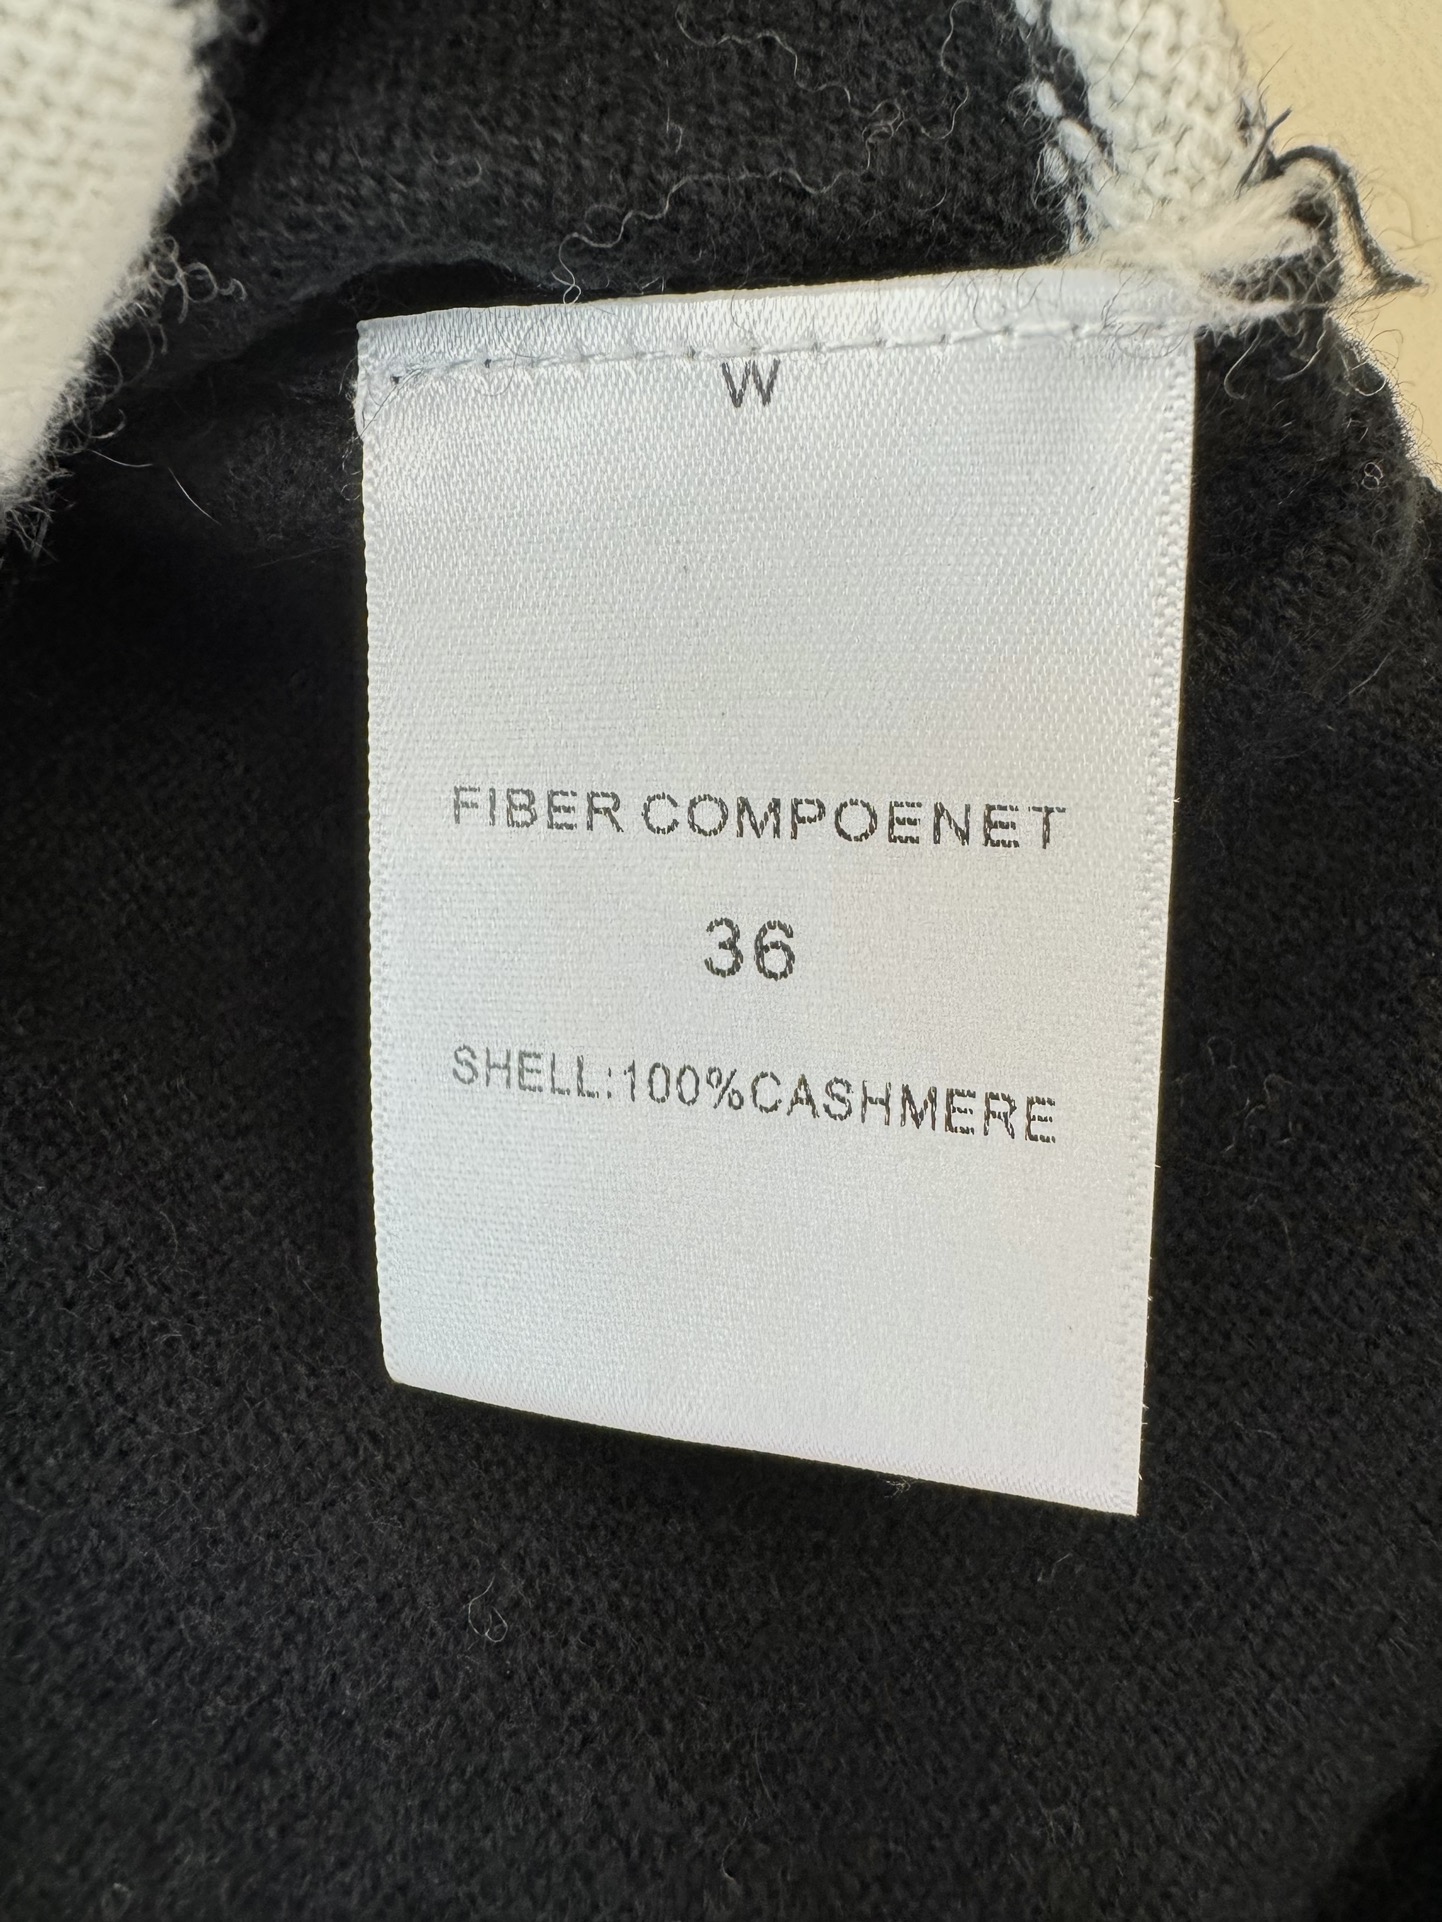 W
FIBER COMPOENET
36
SHELL:100%CASHMERE